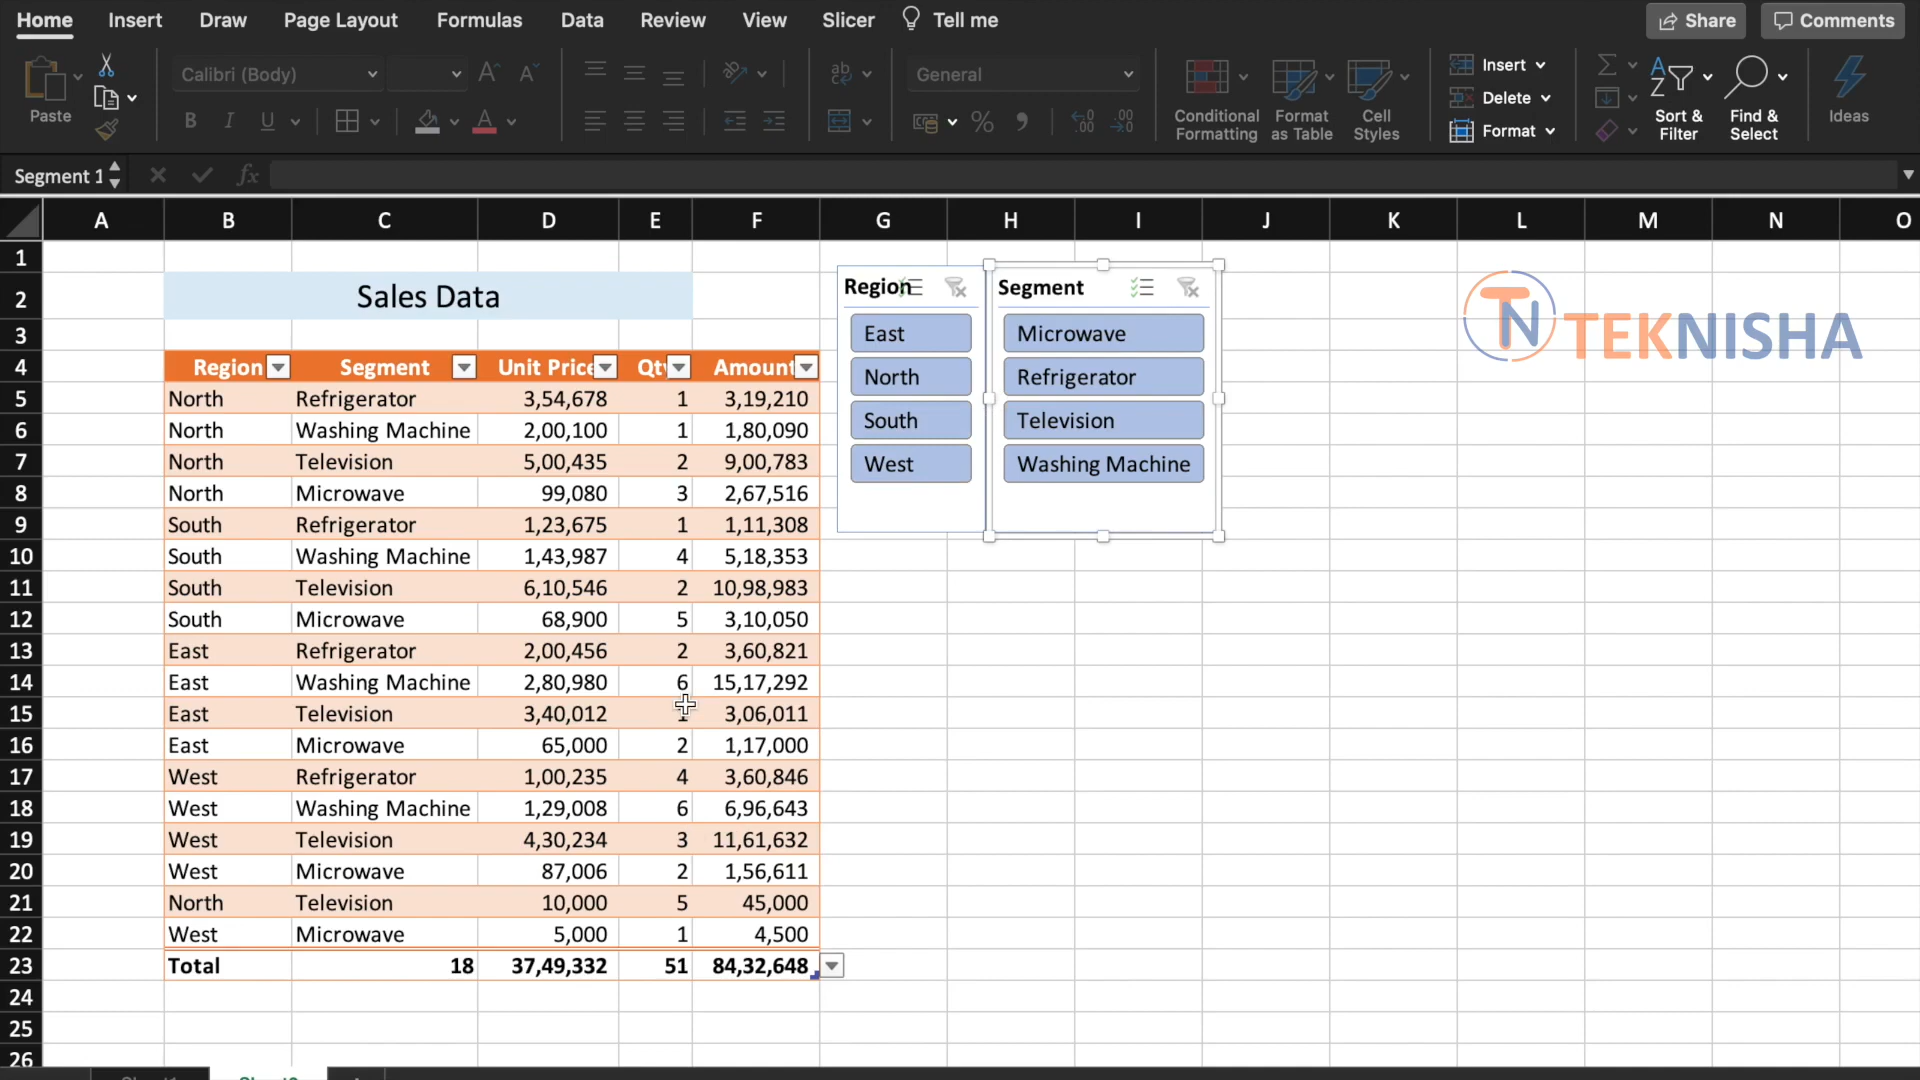 Home Insert Draw Page Layout Formulas Data Review View Slicer Tell me Share Comments
Paste Calibri (Body) General Conditional Formatting Format as Table Cell Styles Insert Delete Format Sort & Filter Find & Select Ideas
Segment 1 fx
A B C D E F G H I J K L M N O
1
2 Sales Data
3
4 Region Segment Unit Price Qty Amount
5 North Refrigerator 3,54,678 1 3,19,210
6 North Washing Machine 2,00,100 1 1,80,090
7 North Television 5,00,435 2 9,00,783
8 North Microwave 99,080 3 2,67,516
9 South Refrigerator 1,23,675 1 1,11,308
10 South Washing Machine 1,43,987 4 5,18,353
11 South Television 6,10,546 2 10,98,983
12 South Microwave 68,900 5 3,10,050
13 East Refrigerator 2,00,456 2 3,60,821
14 East Washing Machine 2,80,980 6 15,17,292
15 East Television 3,40,012 1 3,06,011
16 East Microwave 65,000 2 1,17,000
17 West Refrigerator 1,00,235 4 3,60,846
18 West Washing Machine 1,29,008 6 6,96,643
19 West Television 4,30,234 3 11,61,632
20 West Microwave 87,006 2 1,56,611
21 North Television 10,000 5 45,000
22 West Microwave 5,000 1 4,500
23 Total 18 37,49,332 51 84,32,648
24
25
26
Region
East
North
South
West
Segment
Microwave
Refrigerator
Television
Washing Machine
TN TEKNISHA